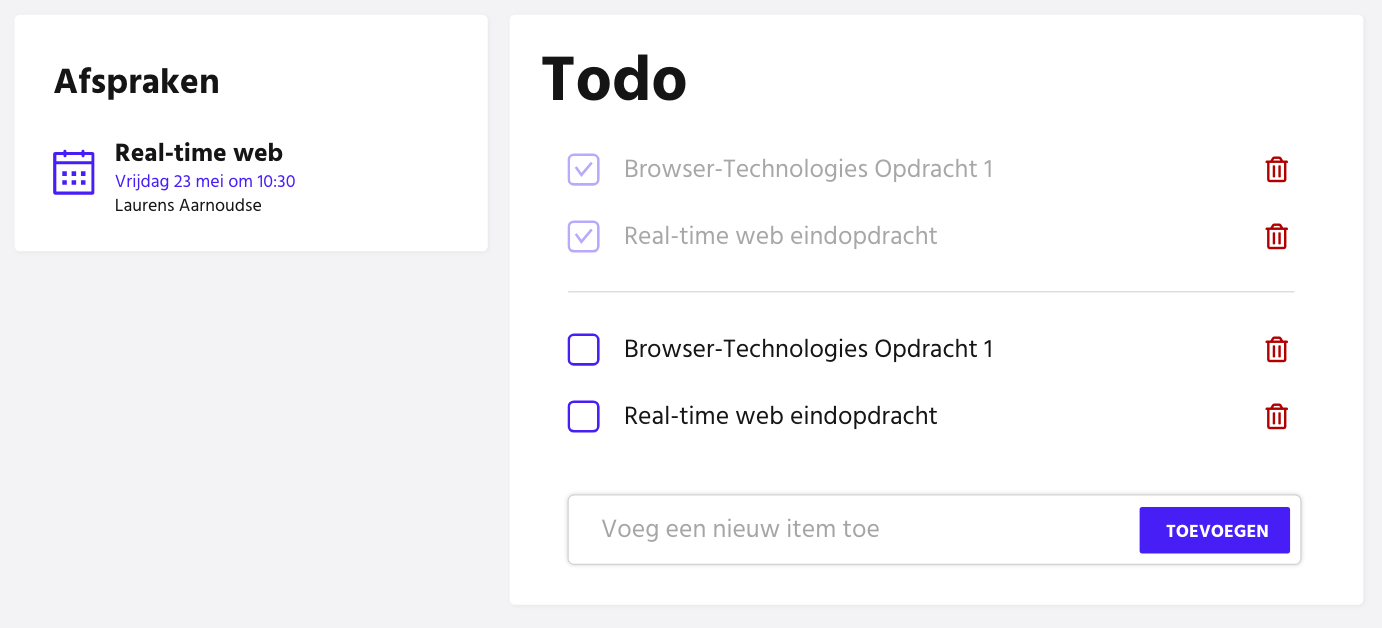 Afspraken
Real-time web
Vrijdag 23 mei om 10:30
Laurens Aarnoudse
Todo
Browser-Technologies Opdracht 1
Real-time web eindopdracht
Browser-Technologies Opdracht 1
Real-time web eindopdracht
Voeg een nieuw item toe
TOEVOEGEN